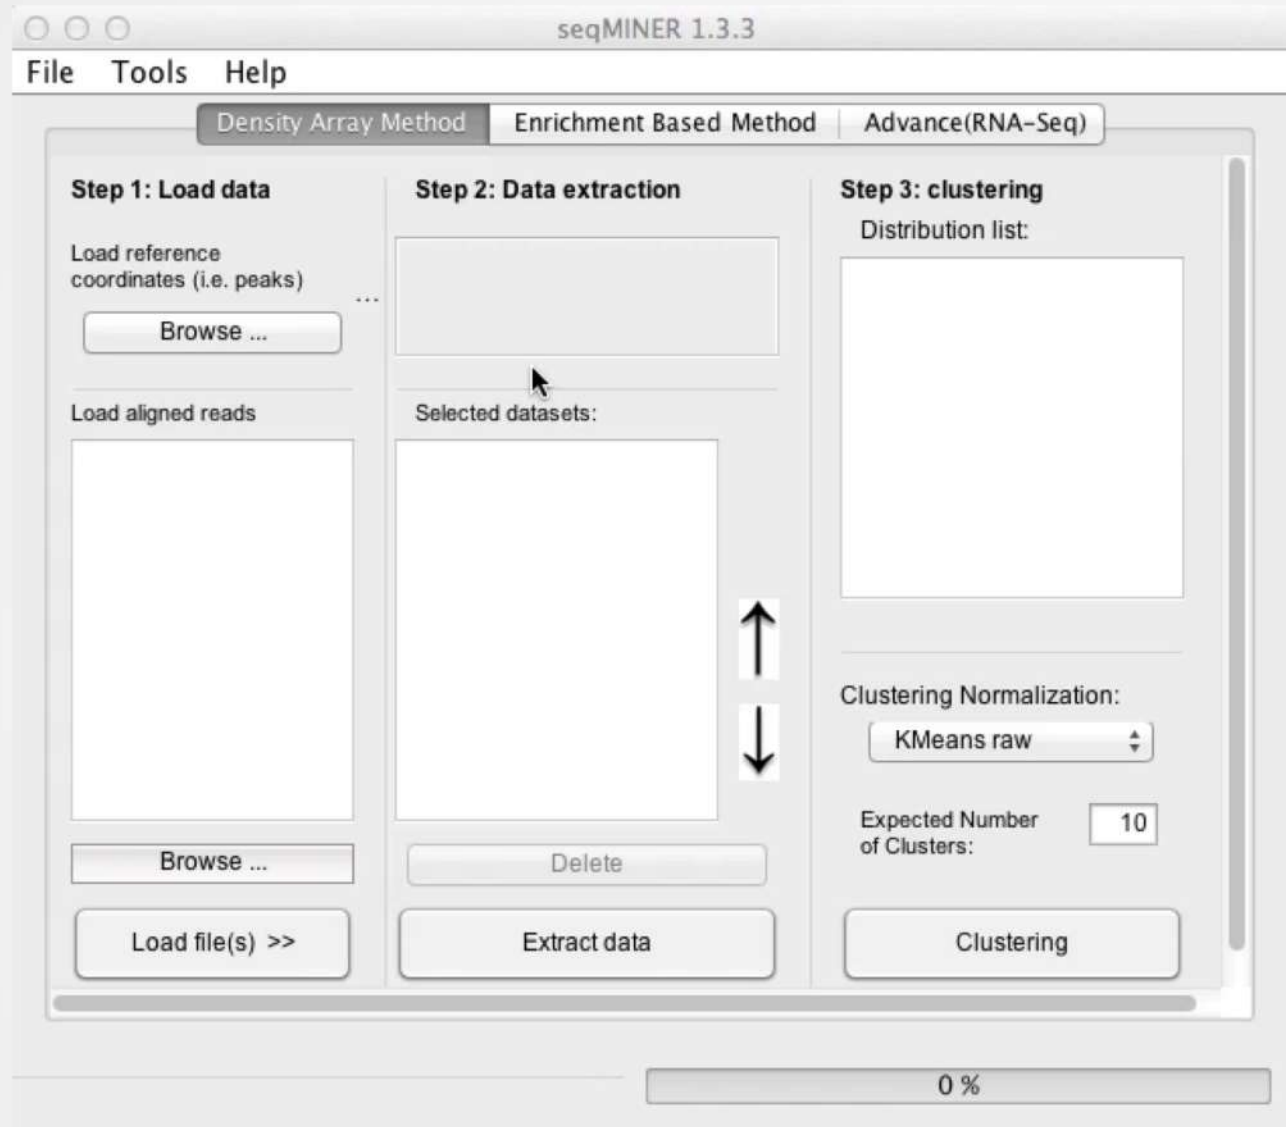 seqMINER 1.3.3
File Tools Help
Density Array Method Enrichment Based Method Advance(RNA-Seq)
Step 1: Load data
Load reference
coordinates (i.e. peaks)
...
Browse ...
Load aligned reads
Browse ...
Load file(s) >>
Step 2: Data extraction
Selected datasets:
Delete
Extract data
Step 3: clustering
Distribution list:
Clustering Normalization:
KMeans raw
Expected Number
of Clusters:
10
Clustering
0 %